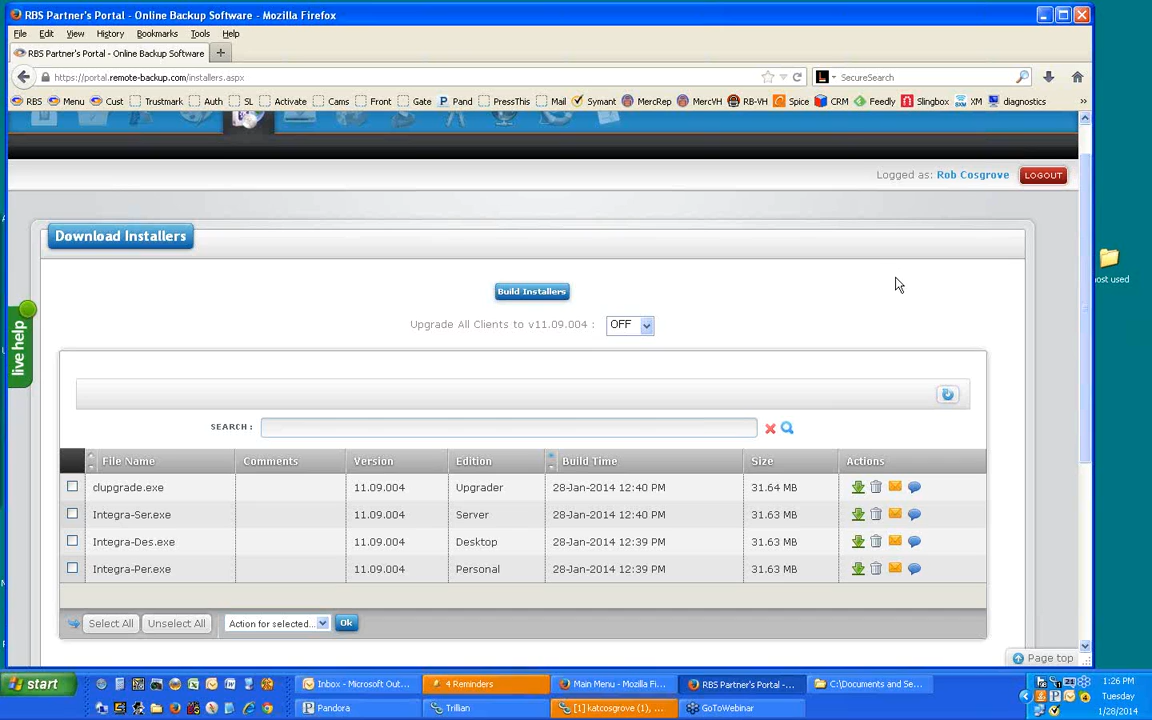 RBS Partner's Portal - Online Backup Software - Mozilla Firefox
File Edit View History Bookmarks Tools Help
RBS Partner's Portal - Online Backup Software
https://portal.remote-backup.com/installers.aspx SecureSearch
RBS Menu Cust Trustmark Auth SL Activate Cams Front Gate Pand PressThis Mail Symant MercRep MercVH RB-VH Spice CRM Feedly Slingbox XM diagnostics
Logged as: Rob Cosgrove LOGOUT
Download Installers
ost used
Build Installers
Upgrade All Clients to v11.09.004 : OFF
live help
SEARCH :
File Name Comments Version Edition Build Time Size Actions
clupgrade.exe 11.09.004 Upgrader 28-Jan-2014 12:40 PM 31.64 MB
Integra-Ser.exe 11.09.004 Server 28-Jan-2014 12:40 PM 31.63 MB
Integra-Des.exe 11.09.004 Desktop 28-Jan-2014 12:39 PM 31.63 MB
Integra-Per.exe 11.09.004 Personal 28-Jan-2014 12:39 PM 31.63 MB
Select All Unselect All Action for selected... Ok
Page top
start Inbox - Microsoft Out... 4 Reminders Main Menu - Mozilla Fi... RBS Partner's Portal -... C:\Documents and Se... 1:26 PM
Tuesday
Pandora Trillian [1] katcosgrove (1), ... GoToWebinar 1/28/2014